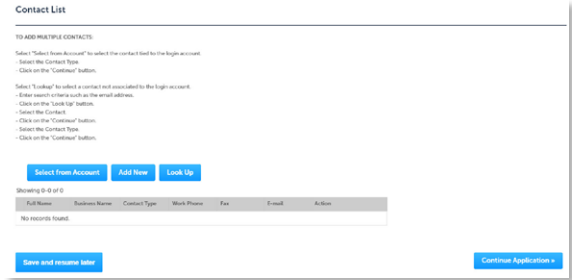 Contact List
TO ADD MULTIPLE CONTACTS:
Select "Select from Account" to select the contact tied to the login account.
- Select the Contact Type.
- Click on the "Continue" button.
Select "Lookup" to select a contact not associated to the login account.
- Enter search criteria such as the email address.
- Click on the "Look Up" button.
- Select the Contact.
- Click on the "Continue" button.
- Select the Contact Type.
- Click on the "Continue" button.
Select from Account Add New Look Up
Showing 0-0 of 0
Full Name Business Name Contact Type Work Phone Fax E-mail Action
No records found.
Save and resume later Continue Application »